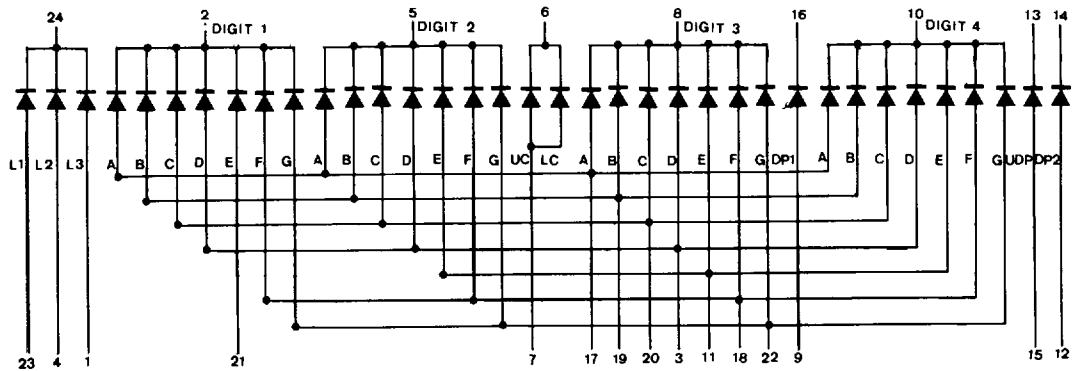 24 2 DIGIT 1 5 DIGIT 2 6 8 DIGIT 3 16 10 DIGIT 4 13 14
L1 L2 L3 A B C D E F G A B C D E F G UC LC A B C D E F G DP1 A B C D E F G UDP DP2
23 4 1 21 7 17 19 20 3 11 18 22 9 15 12